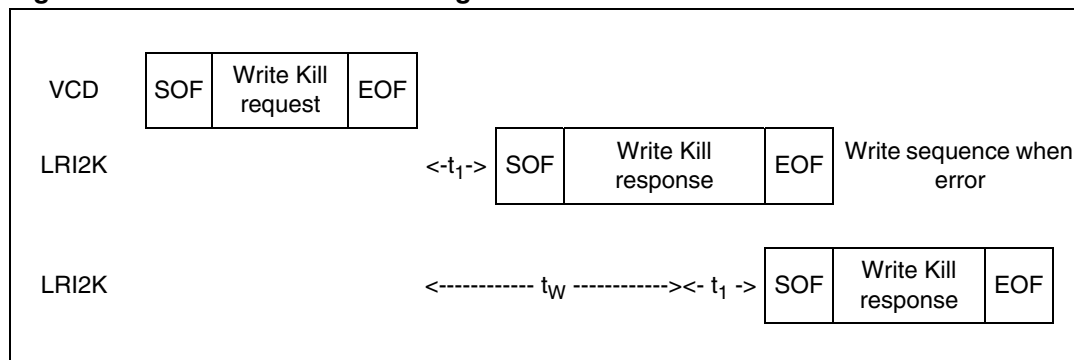 VCD SOF Write Kill request EOF
LRI2K <-t1-> SOF Write Kill response EOF Write sequence when error
LRI2K <------------ tW ------------><- t1 -> SOF Write Kill response EOF